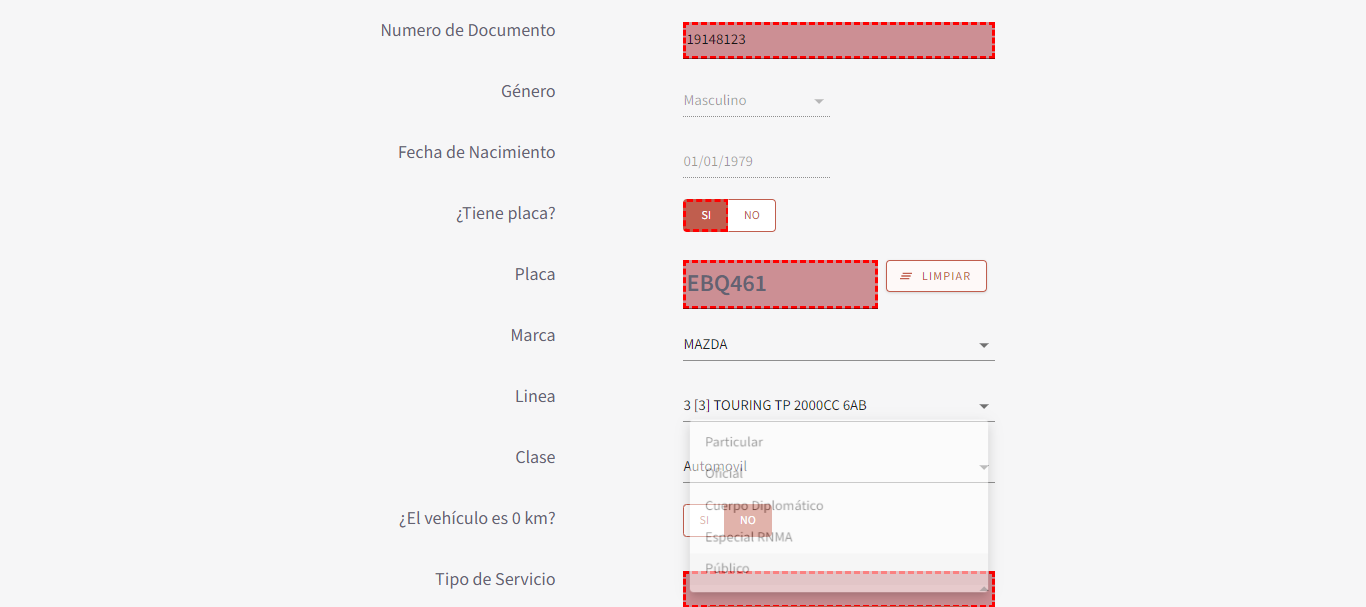 Numero de Documento
19148123
Género
Masculino
Fecha de Nacimiento
01/01/1979
¿Tiene placa?
SI NO
Placa
EBQ461
LIMPIAR
Marca
MAZDA
Linea
3 [3] TOURING TP 2000CC 6AB
Particular
Clase
Automovil
Oficial
Cuerpo Diplomático
¿El vehículo es 0 km?
SI NO
Especial RNMA
Público
Tipo de Servicio